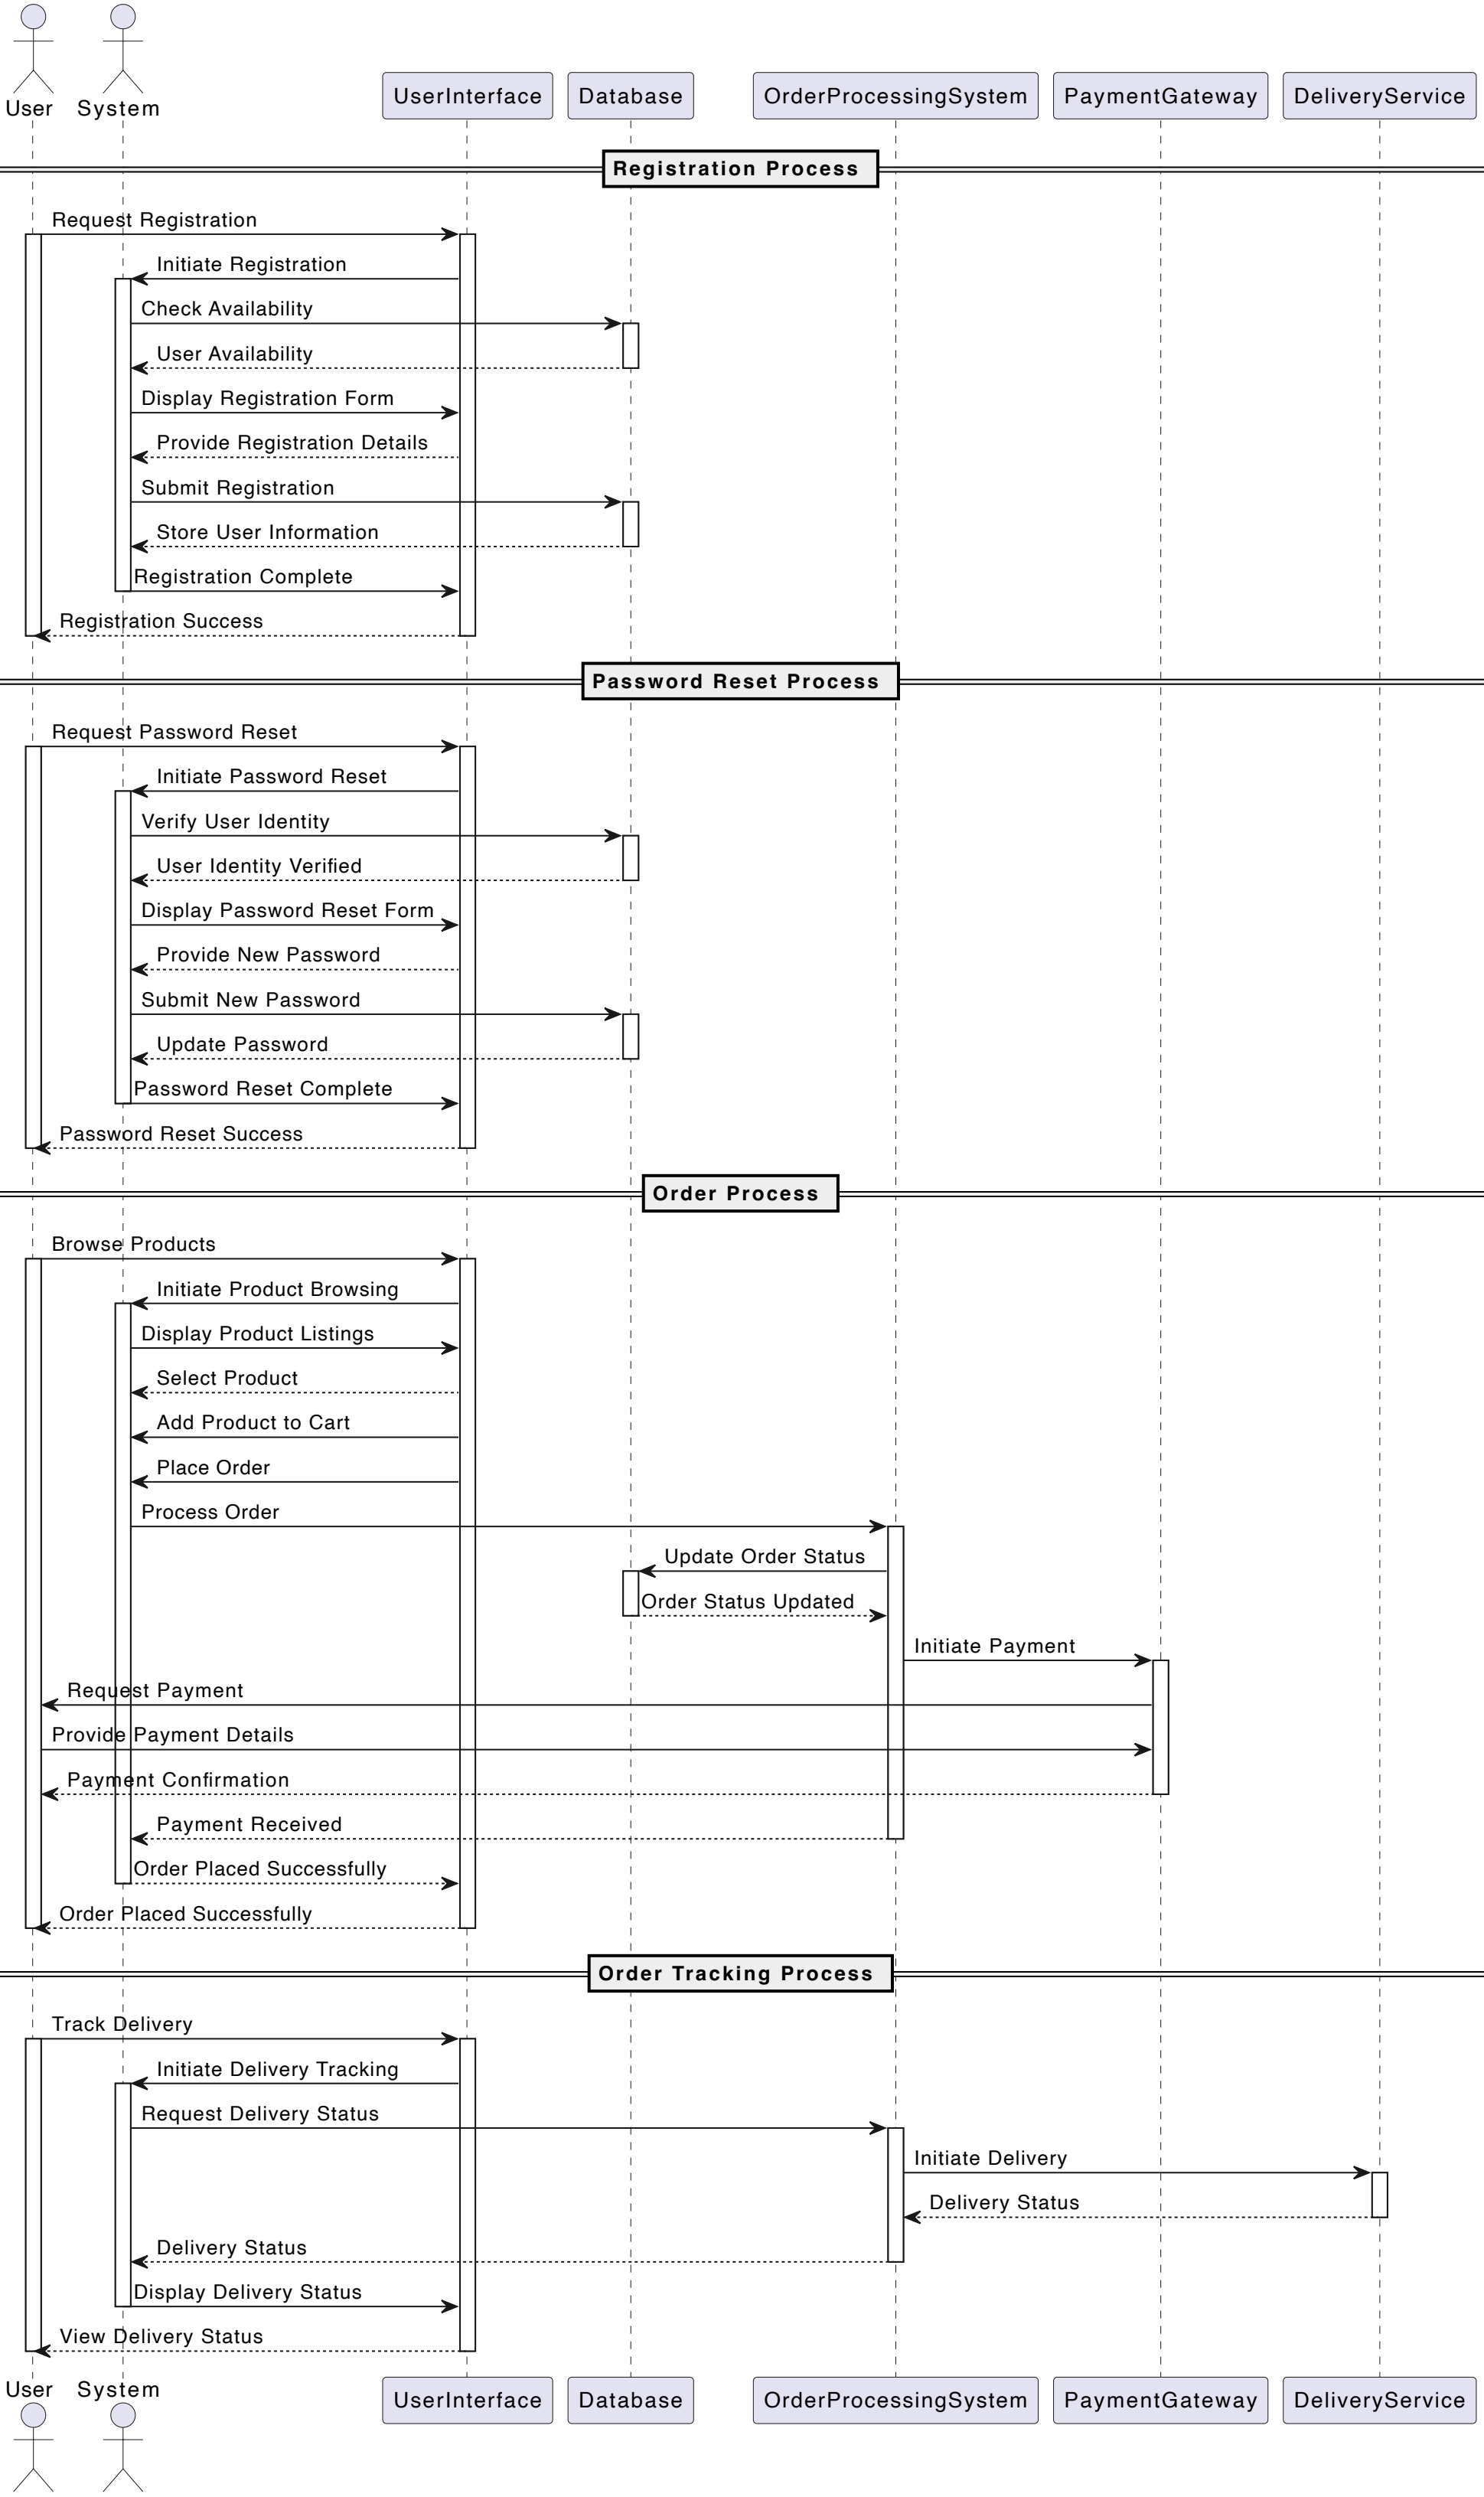 User System UserInterface Database OrderProcessingSystem PaymentGateway DeliveryService
Registration Process
Request Registration
Initiate Registration
Check Availability
User Availability
Display Registration Form
Provide Registration Details
Submit Registration
Store User Information
Registration Complete
Registration Success
Password Reset Process
Request Password Reset
Initiate Password Reset
Verify User Identity
User Identity Verified
Display Password Reset Form
Provide New Password
Submit New Password
Update Password
Password Reset Complete
Password Reset Success
Order Process
Browse Products
Initiate Product Browsing
Display Product Listings
Select Product
Add Product to Cart
Place Order
Process Order
Update Order Status
Order Status Updated
Initiate Payment
Request Payment
Provide Payment Details
Payment Confirmation
Payment Received
Order Placed Successfully
Order Placed Successfully
Order Tracking Process
Track Delivery
Initiate Delivery Tracking
Request Delivery Status
Initiate Delivery
Delivery Status
Delivery Status
Display Delivery Status
View Delivery Status
User System UserInterface Database OrderProcessingSystem PaymentGateway DeliveryService